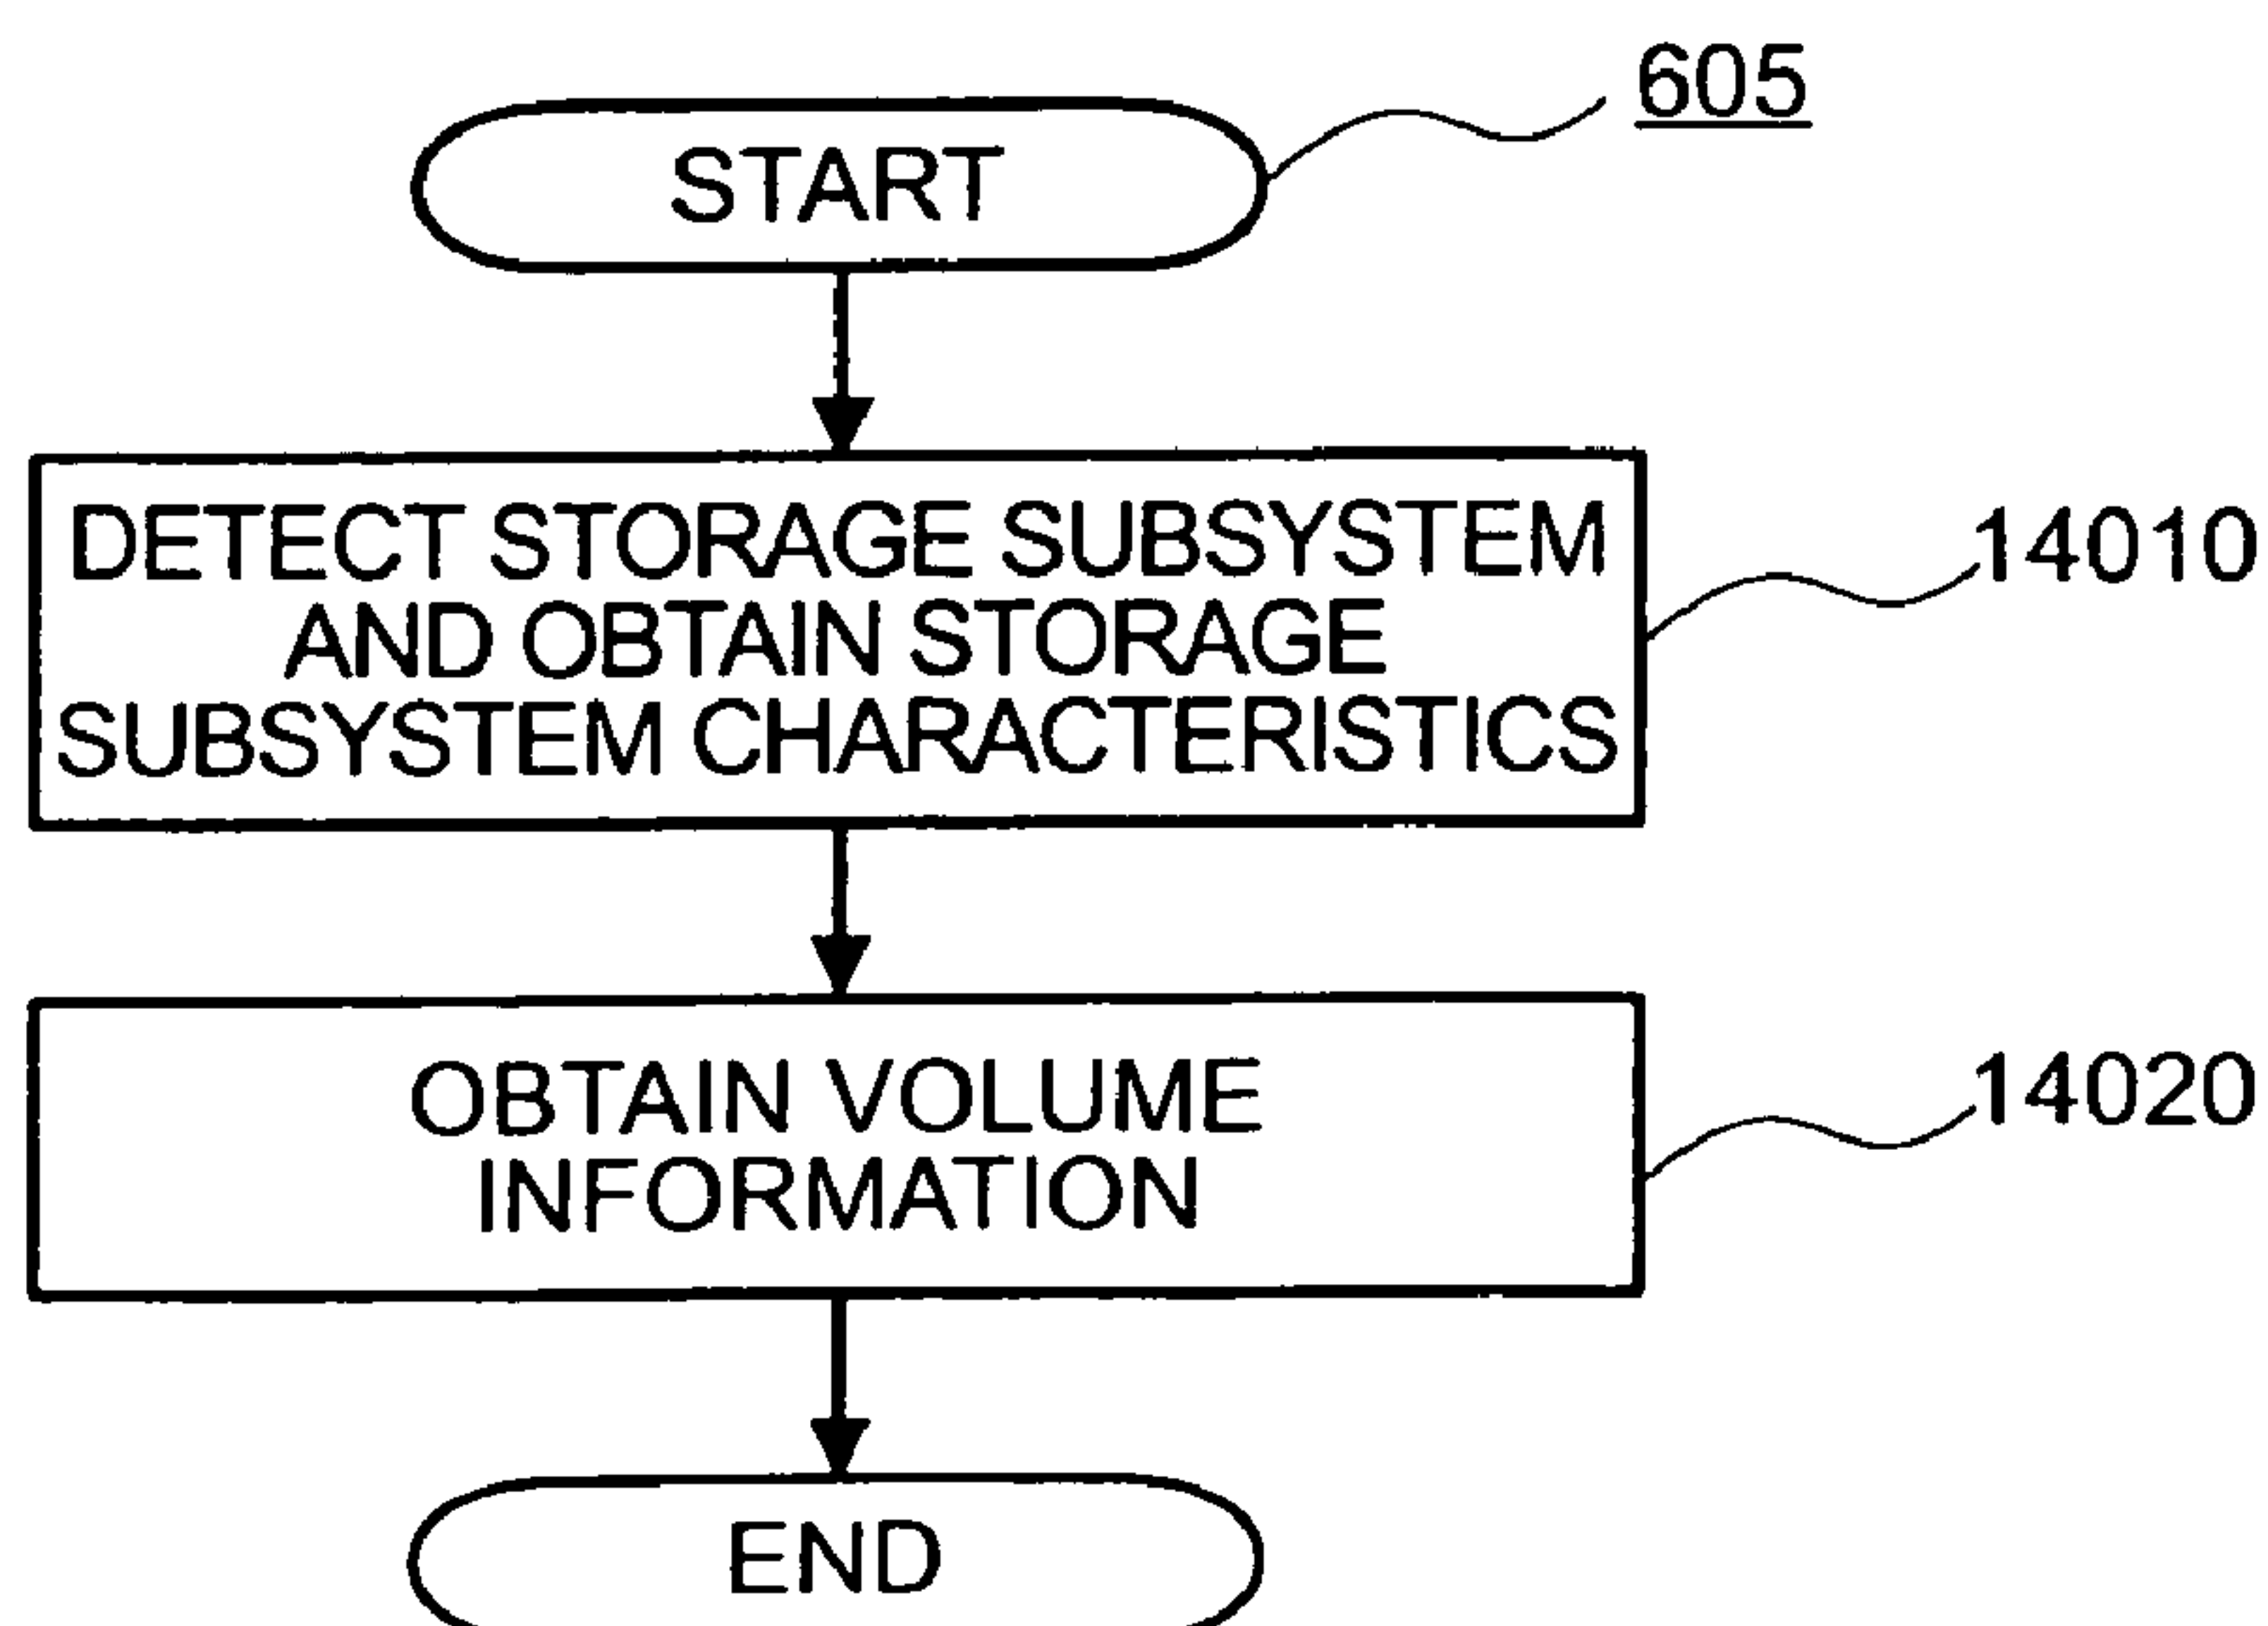 605
START
DETECT STORAGE SUBSYSTEM
AND OBTAIN STORAGE
SUBSYSTEM CHARACTERISTICS
14010
OBTAIN VOLUME
INFORMATION
14020
END